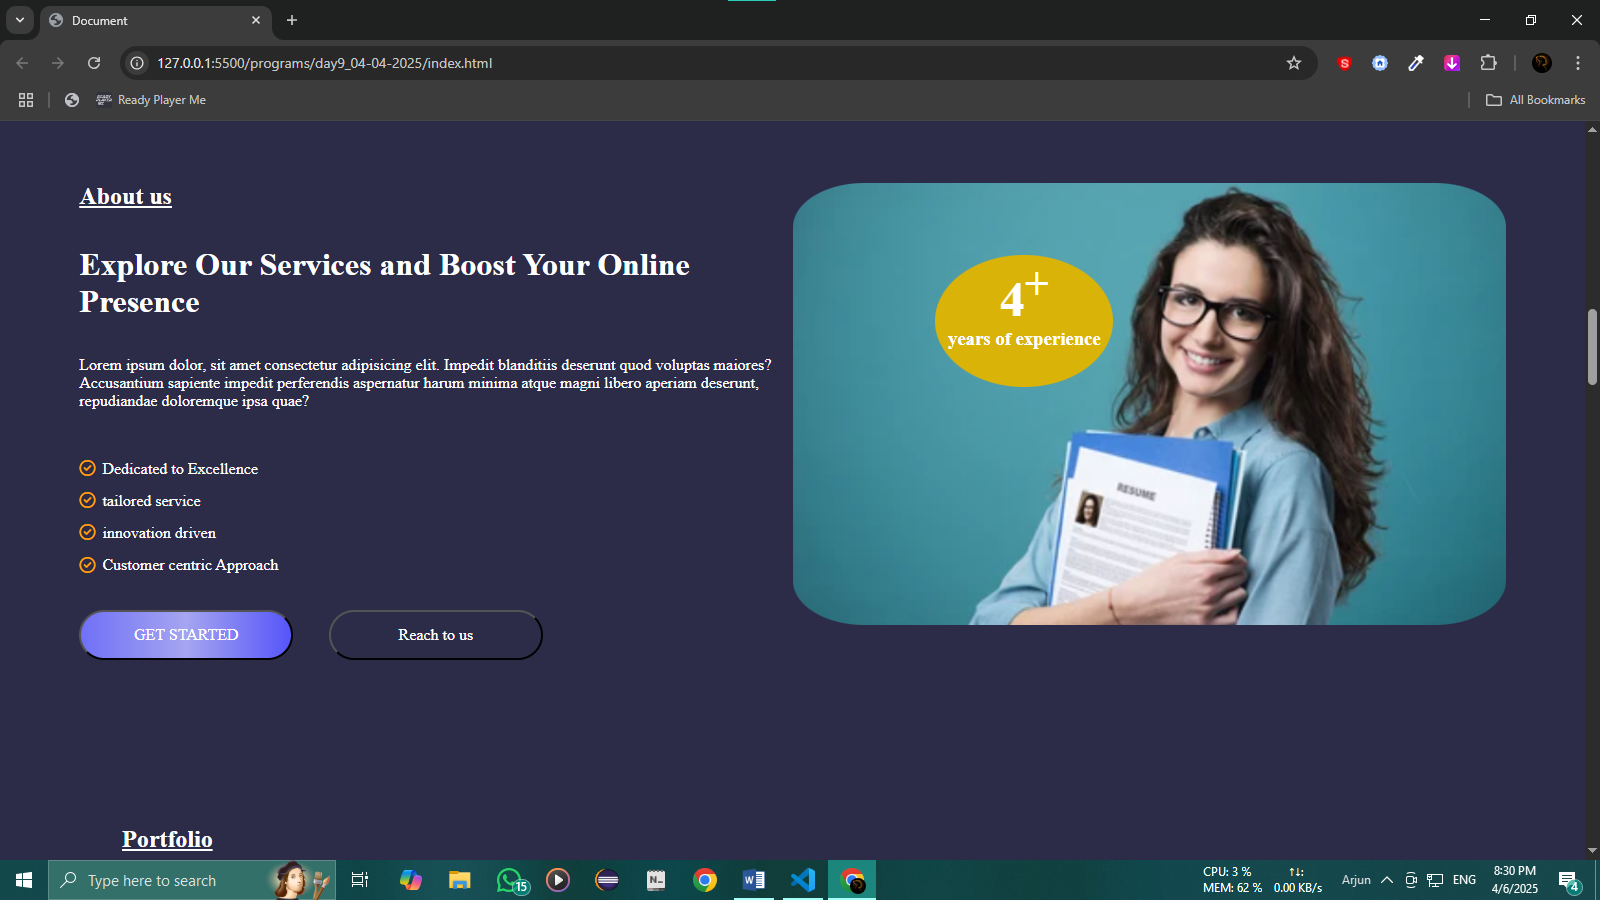 Document
127.0.0.1:5500/programs/day9_04-04-2025/index.html
Ready Player Me
All Bookmarks
About us
Explore Our Services and Boost Your Online
Presence
Lorem ipsum dolor, sit amet consectetur adipisicing elit. Impedit blanditiis deserunt quod voluptas maiores?
Accusantium sapiente impedit perferendis aspernatur harum minima atque magni libero aperiam deserunt,
repudiandae doloremque ipsa quae?
Dedicated to Excellence
tailored service
innovation driven
Customer centric Approach
GET STARTED
Reach to us
4+
years of experience
RESUME
Portfolio
Type here to search
15
CPU: 3 %
MEM: 62 %
0.00 KB/s
Arjun
ENG
8:30 PM
4/6/2025
4